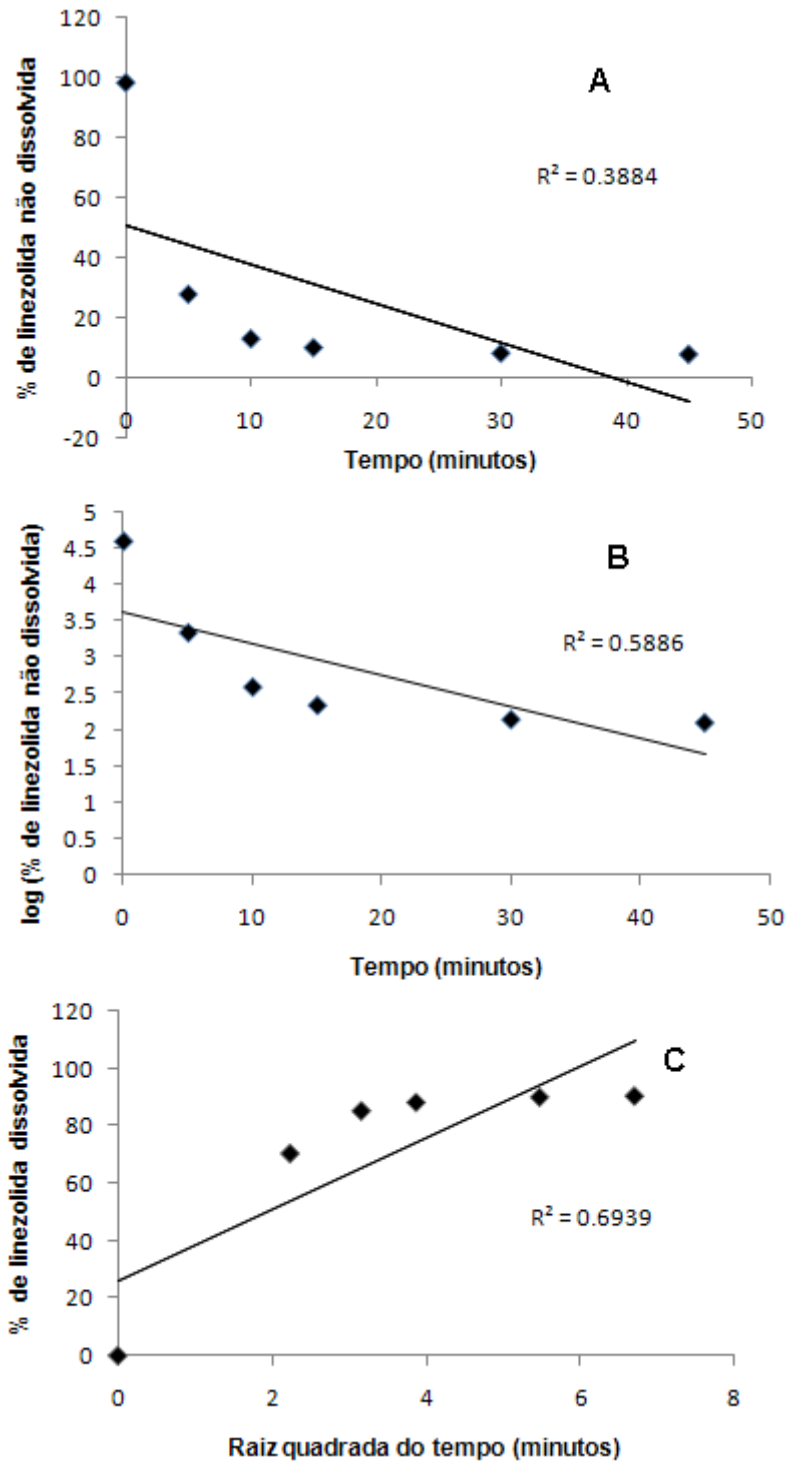 120
100
80
60
40
20
0
-20
% de linezolida não dissolvida
A
R² = 0.3884
0 10 20 30 40 50
Tempo (minutos)
5
4.5
4
3.5
3
2.5
2
1.5
1
0.5
0
log (% de linezolida não dissolvida)
B
R² = 0.5886
0 10 20 30 40 50
Tempo (minutos)
120
100
80
60
40
20
0
% de linezolida dissolvida
C
R² = 0.6939
0 2 4 6 8
Raiz quadrada do tempo (minutos)